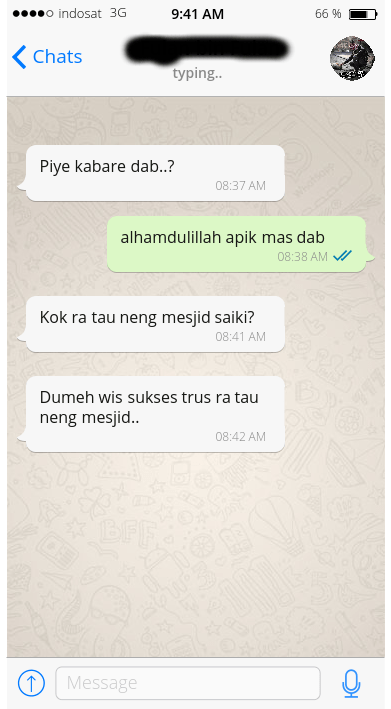 indosat 3G 9:41 AM 66 %
Chats
typing..
Piye kabare dab..?
08:37 AM
alhamdulillah apik mas dab
08:38 AM
Kok ra tau neng mesjid saiki?
08:41 AM
Dumeh wis sukses trus ra tau
neng mesjid..
08:42 AM
Message